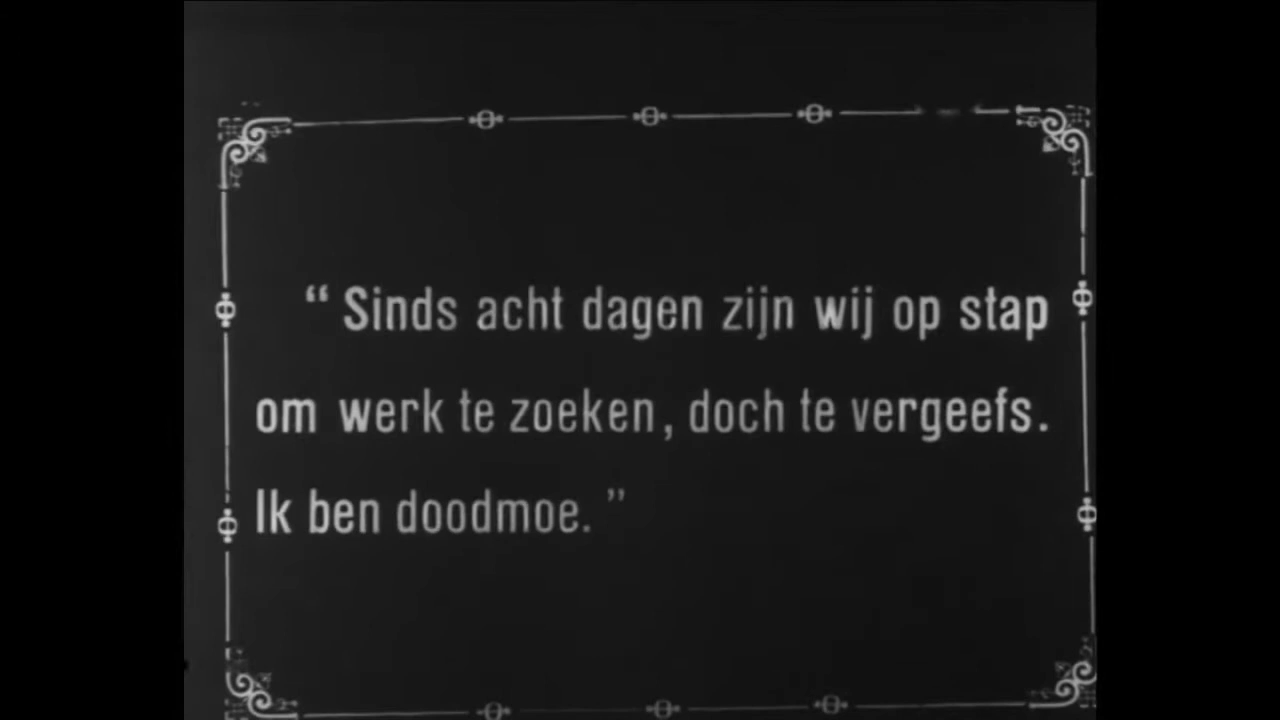 “ Sinds acht dagen zijn wij op stap
om werk te zoeken, doch te vergeefs.
Ik ben doodmoe. ”